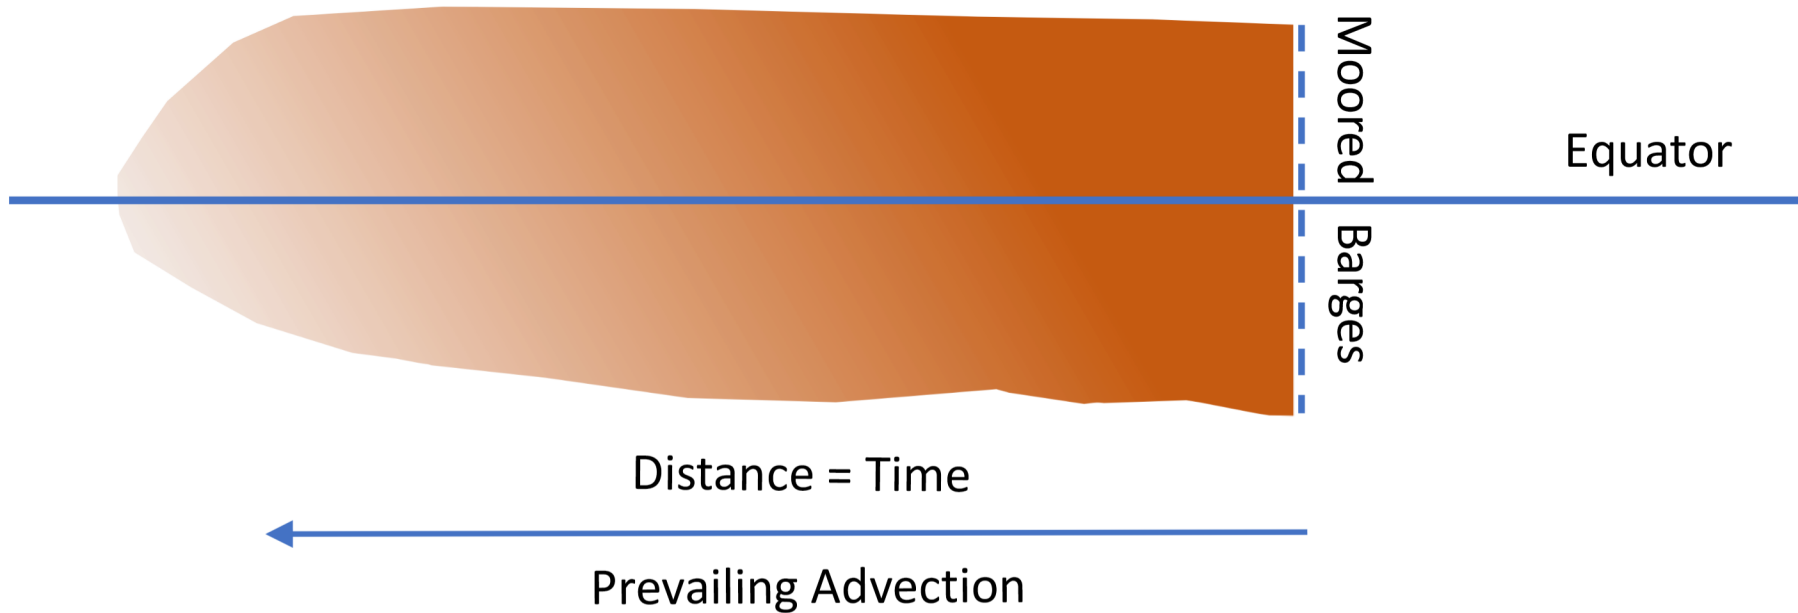 Moored Barges
Equator
Distance = Time
Prevailing Advection